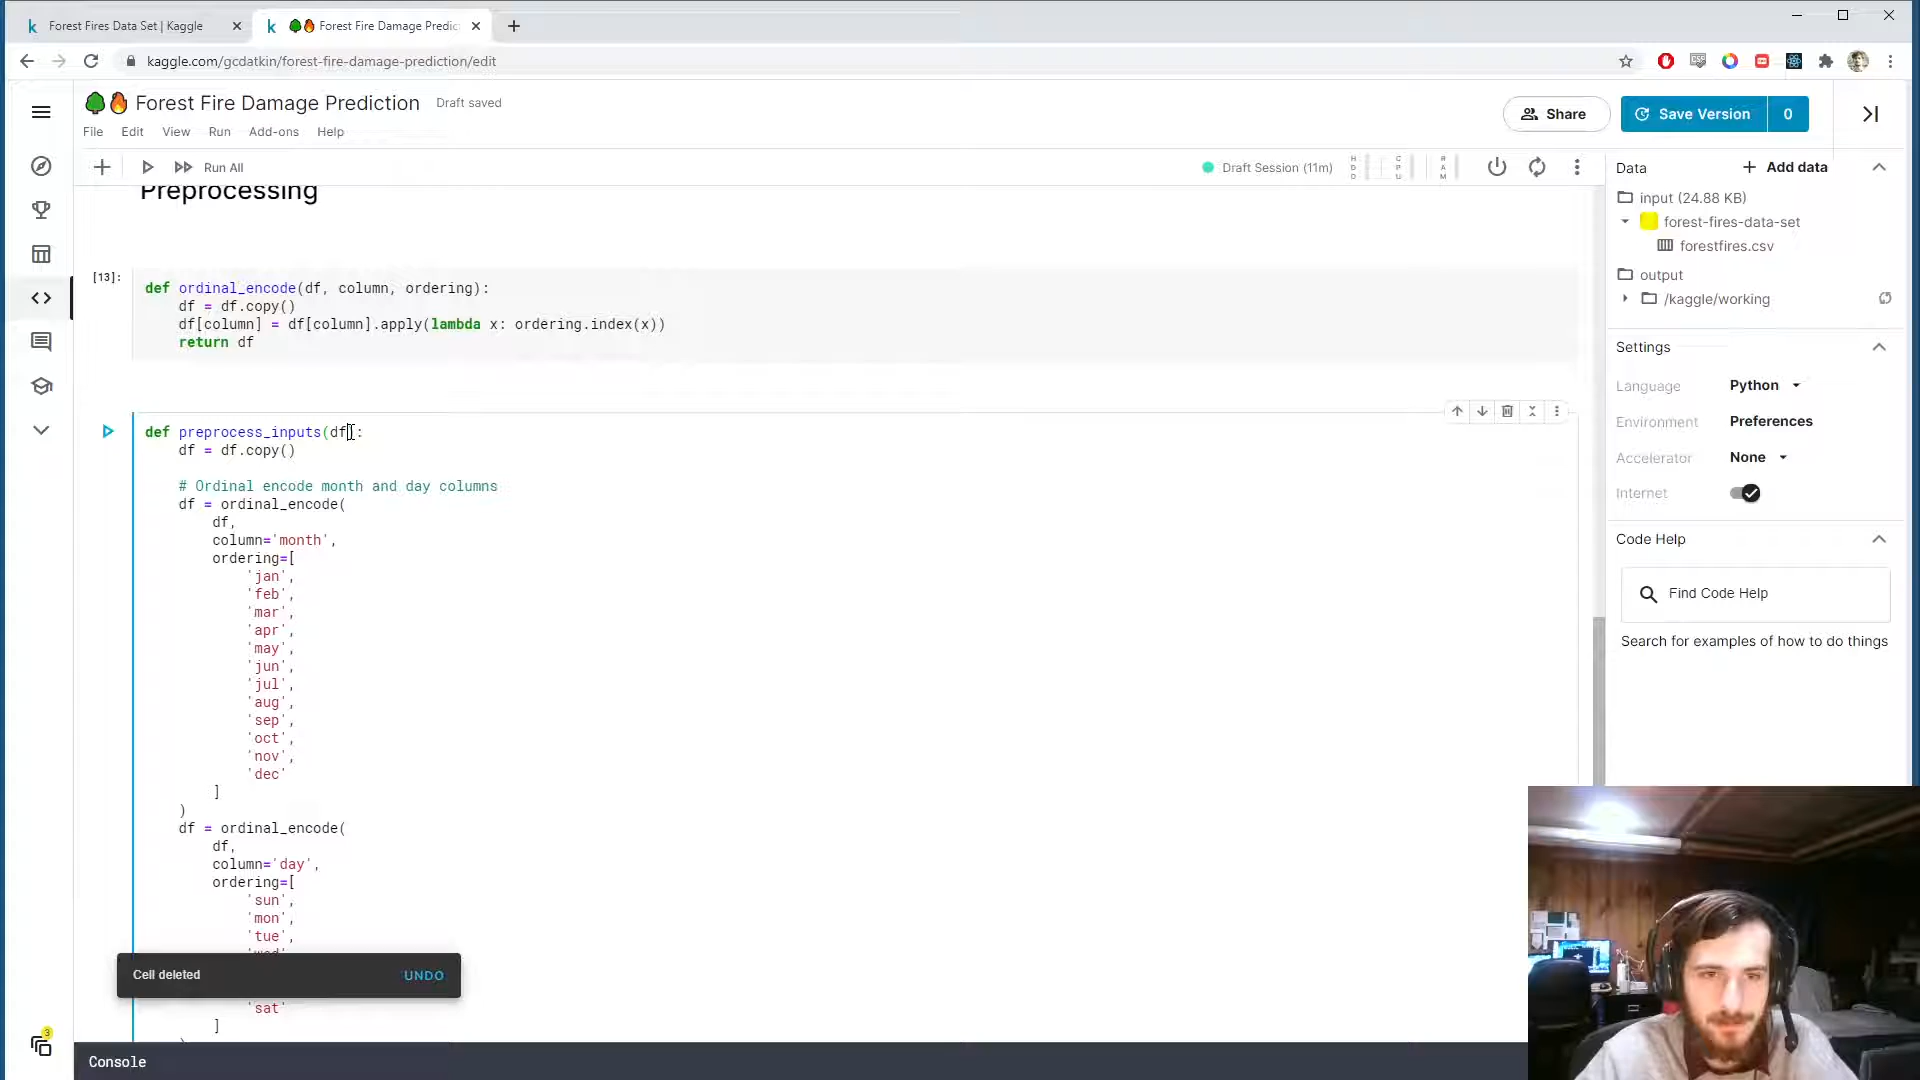 Forest Fires Data Set | Kaggle
Forest Fire Damage Predic
kaggle.com/gcdatkin/forest-fire-damage-prediction/edit
Forest Fire Damage Prediction
Draft saved
File Edit View Run Add-ons Help
Share
Save Version 0
Run All
Draft Session (11m)
Preprocessing
[13]:
def ordinal_encode(df, column, ordering):
df = df.copy()
df[column] = df[column].apply(lambda x: ordering.index(x))
return df
def preprocess_inputs(df):
df = df.copy()
# Ordinal encode month and day columns
df = ordinal_encode(
df,
column='month',
ordering=[
'jan',
'feb',
'mar',
'apr',
'may',
'jun',
'jul',
'aug',
'sep',
'oct',
'nov',
'dec'
]
)
df = ordinal_encode(
df,
column='day',
ordering=[
'sun',
'mon',
'tue',
'sat'
]
Cell deleted UNDO
Console
Data
Add data
input (24.88 KB)
forest-fires-data-set
forestfires.csv
output
/kaggle/working
Settings
Language Python
Environment Preferences
Accelerator None
Internet
Code Help
Find Code Help
Search for examples of how to do things
3